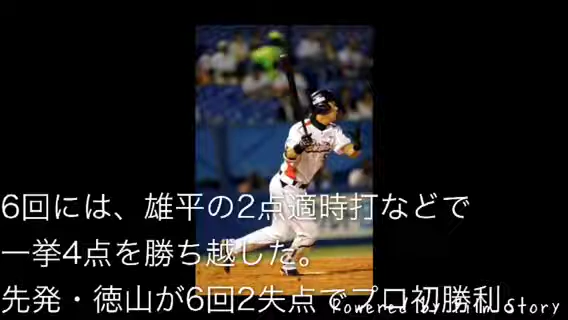 6回には、雄平の2点適時打などで
一挙4点を勝ち越した。
先発・徳山が6回2失点でプロ初勝利。
Powered by Film Story